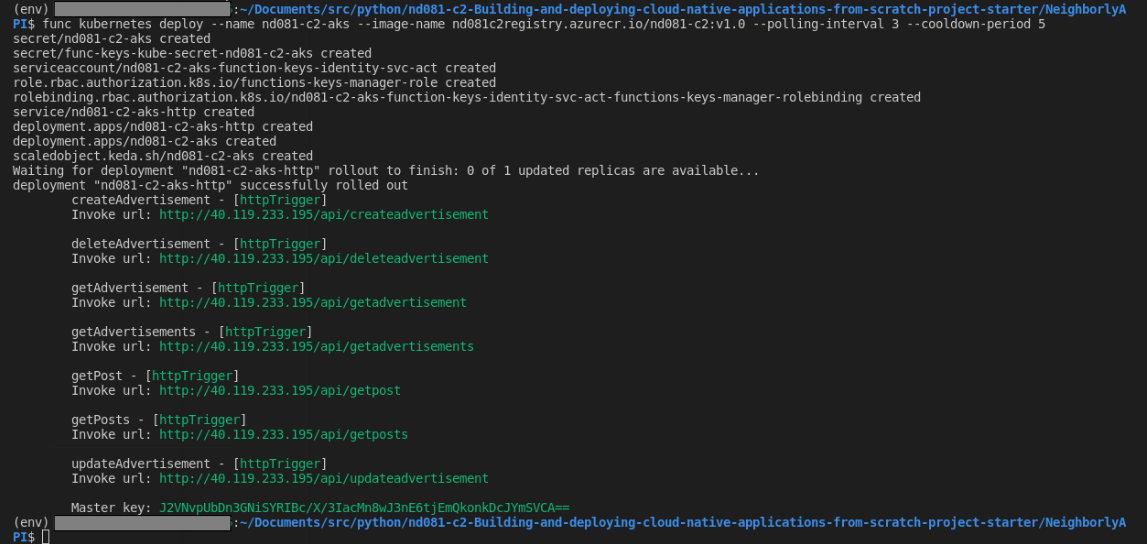 (env) :~/Documents/src/python/nd081-c2-Building-and-deploying-cloud-native-applications-from-scratch-project-starter/NeighborlyA
PI$ func kubernetes deploy --name nd081-c2-aks --image-name nd081c2registry.azurecr.io/nd081-c2:v1.0 --polling-interval 3 --cooldown-period 5
secret/nd081-c2-aks created
secret/func-keys-kube-secret-nd081-c2-aks created
serviceaccount/nd081-c2-aks-function-keys-identity-svc-act created
role.rbac.authorization.k8s.io/functions-keys-manager-role created
rolebinding.rbac.authorization.k8s.io/nd081-c2-aks-function-keys-identity-svc-act-functions-keys-manager-rolebinding created
service/nd081-c2-aks-http created
deployment.apps/nd081-c2-aks-http created
deployment.apps/nd081-c2-aks created
scaledobject.keda.sh/nd081-c2-aks created
Waiting for deployment "nd081-c2-aks-http" rollout to finish: 0 of 1 updated replicas are available...
deployment "nd081-c2-aks-http" successfully rolled out
createAdvertisement - [httpTrigger]
Invoke url: http://40.119.233.195/api/createadvertisement
deleteAdvertisement - [httpTrigger]
Invoke url: http://40.119.233.195/api/deleteadvertisement
getAdvertisement - [httpTrigger]
Invoke url: http://40.119.233.195/api/getadvertisement
getAdvertisements - [httpTrigger]
Invoke url: http://40.119.233.195/api/getadvertisements
getPost - [httpTrigger]
Invoke url: http://40.119.233.195/api/getpost
getPosts - [httpTrigger]
Invoke url: http://40.119.233.195/api/getposts
updateAdvertisement - [httpTrigger]
Invoke url: http://40.119.233.195/api/updateadvertisement
Master key: J2VNvpUbDn3GNiSYRIBc/X/3IacMn8wJ3nE6tjEmQkonkDcJYmSVCA==
(env) :~/Documents/src/python/nd081-c2-Building-and-deploying-cloud-native-applications-from-scratch-project-starter/NeighborlyA
PI$